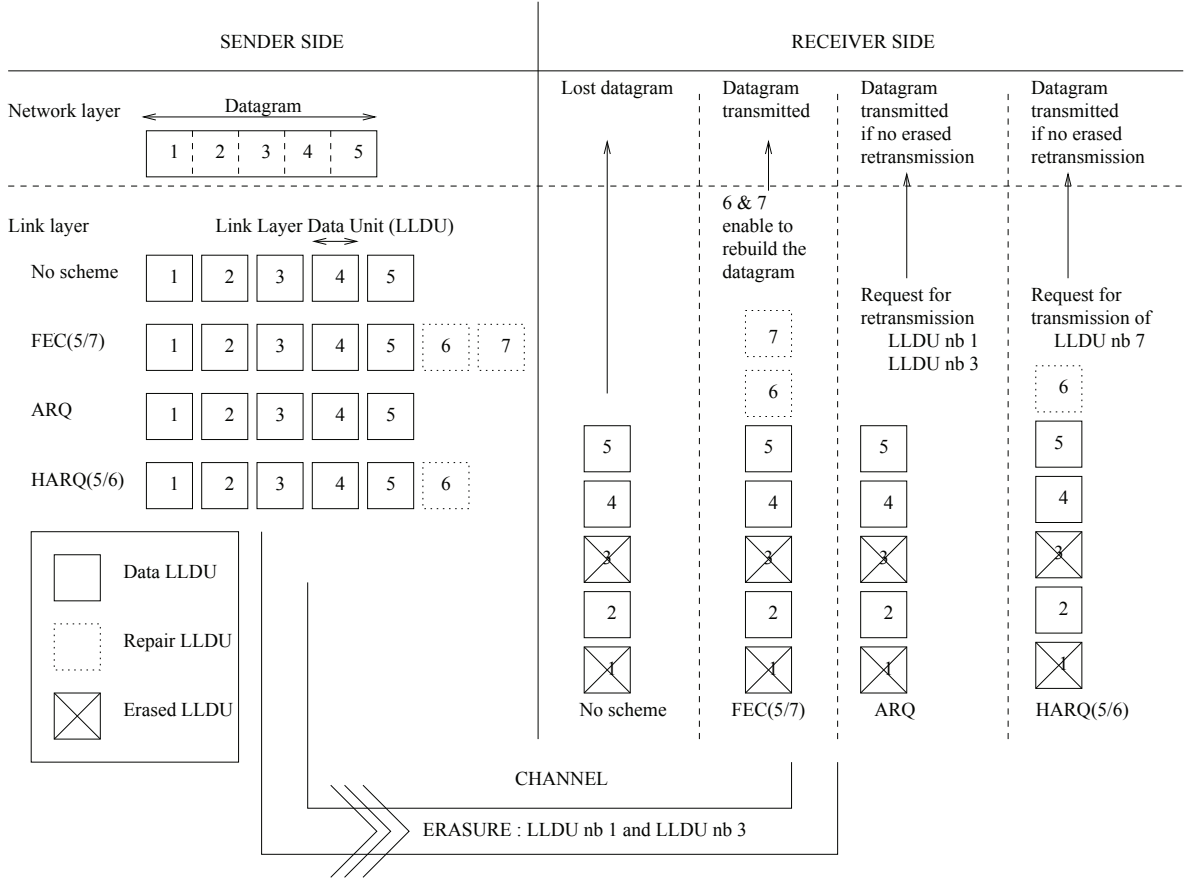 SENDER SIDE
RECEIVER SIDE
Network layer
Datagram
1 2 3 4 5
Lost datagram
Datagram
transmitted
Datagram
transmitted
if no erased
retransmission
Datagram
transmitted
if no erased
retransmission
Link layer
Link Layer Data Unit (LLDU)
No scheme
1 2 3 4 5
FEC(5/7)
1 2 3 4 5 6 7
ARQ
1 2 3 4 5
HARQ(5/6)
1 2 3 4 5 6
6 & 7
enable to
rebuild the
datagram
Request for
retransmission
LLDU nb 1
LLDU nb 3
Request for
transmission of
LLDU nb 7
5
4
3
2
1
No scheme
7
6
5
4
3
2
1
FEC(5/7)
5
4
3
2
1
ARQ
6
5
4
3
2
1
HARQ(5/6)
Data LLDU
Repair LLDU
Erased LLDU
CHANNEL
ERASURE : LLDU nb 1 and LLDU nb 3